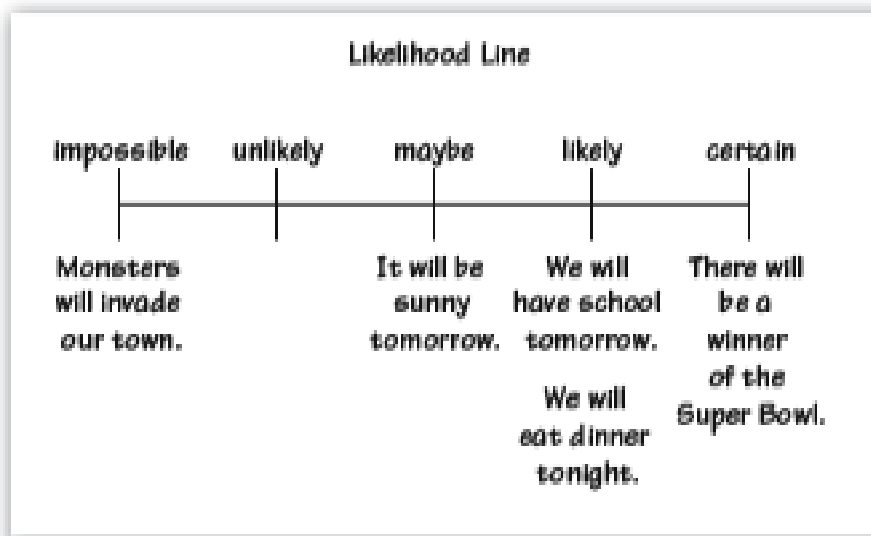 Likelihood Line
impossible unlikely maybe likely certain
Monsters
will invade
our town.
It will be
sunny
tomorrow.
We will
have school
tomorrow.
We will
eat dinner
tonight.
There will
be a
winner
of the
Super Bowl.